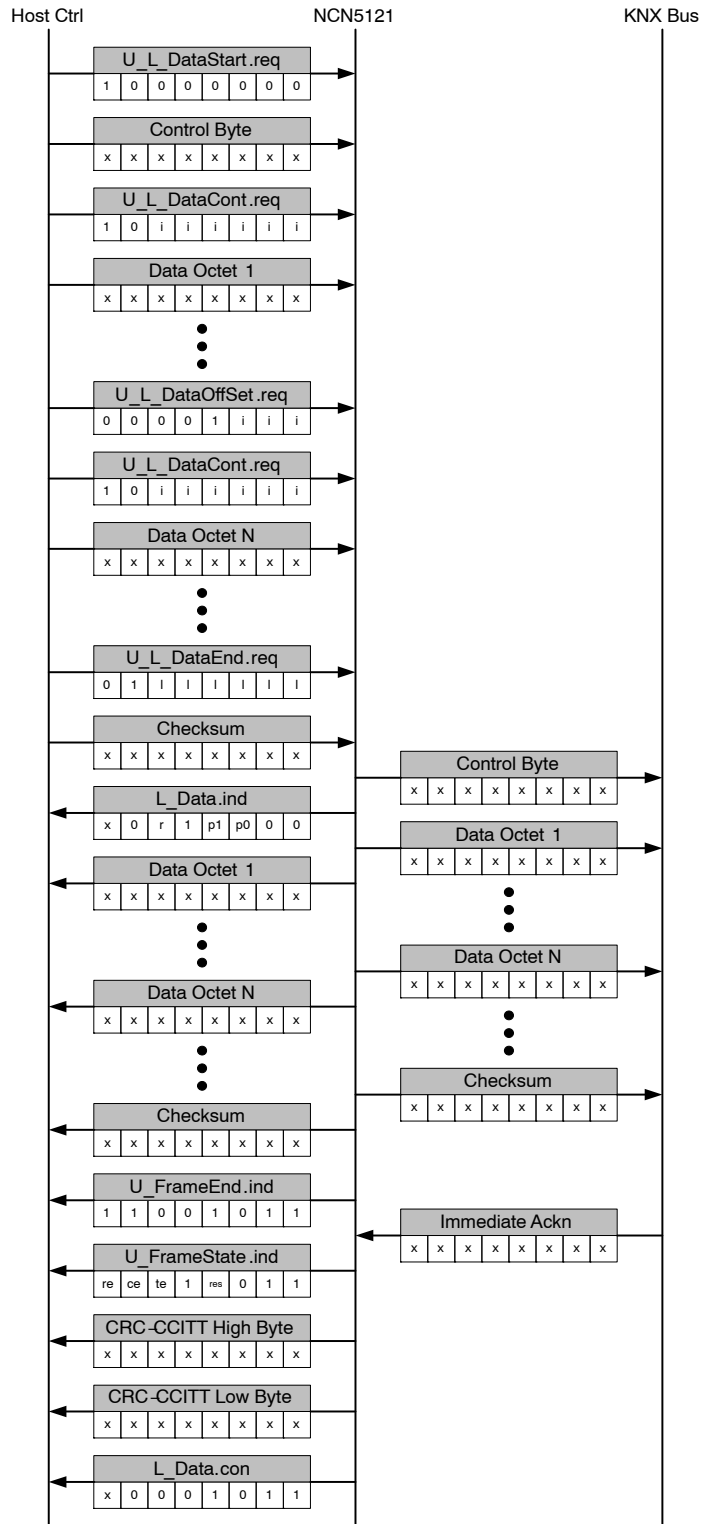 Host Ctrl NCN5121 KNX Bus
U_L_DataStart.req
1 0 0 0 0 0 0 0
Control Byte
x x x x x x x x
U_L_DataCont.req
1 0 i i i i i i
Data Octet 1
x x x x x x x x
U_L_DataOffSet.req
0 0 0 0 1 i i i
U_L_DataCont.req
1 0 i i i i i i
Data Octet N
x x x x x x x x
U_L_DataEnd.req
0 1 l l l l l l
Checksum
x x x x x x x x
Control Byte
x x x x x x x x
L_Data.ind
x 0 r 1 p1 p0 0 0
Data Octet 1
x x x x x x x x
Data Octet 1
x x x x x x x x
Data Octet N
x x x x x x x x
Data Octet N
x x x x x x x x
Checksum
x x x x x x x x
Checksum
x x x x x x x x
U_FrameEnd.ind
1 1 0 0 1 0 1 1
Immediate Ackn
x x x x x x x x
U_FrameState.ind
re ce te 1 res 0 1 1
CRC-CCITT High Byte
x x x x x x x x
CRC-CCITT Low Byte
x x x x x x x x
L_Data.con
x 0 0 0 1 0 1 1